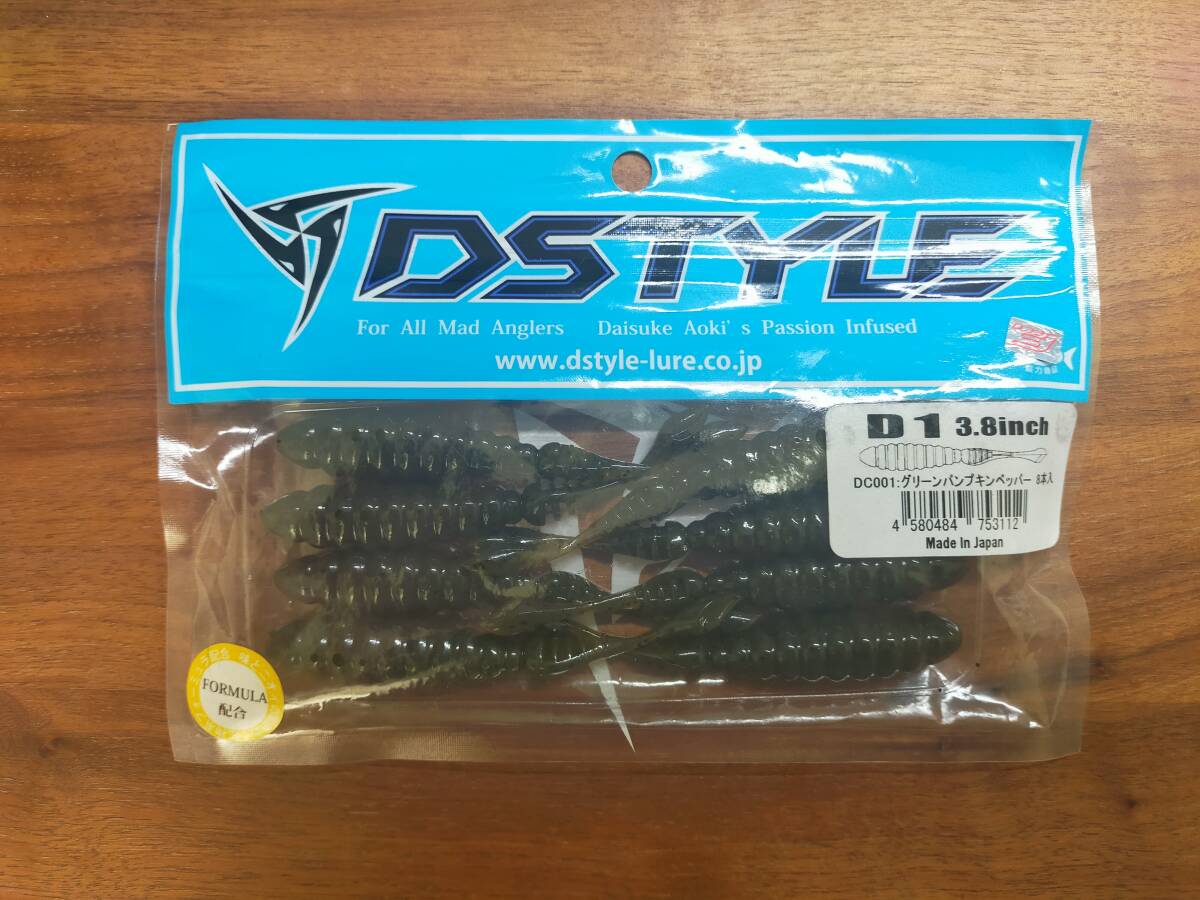 DSTYLE
For All Mad Anglers Daisuke Aoki's Passion Infused
www.dstyle-lure.co.jp
D1 3.8inch
DC001:グリーンパンプキンペッパー 8本入
4 580484 753112
Made In Japan
FORMULA
配合